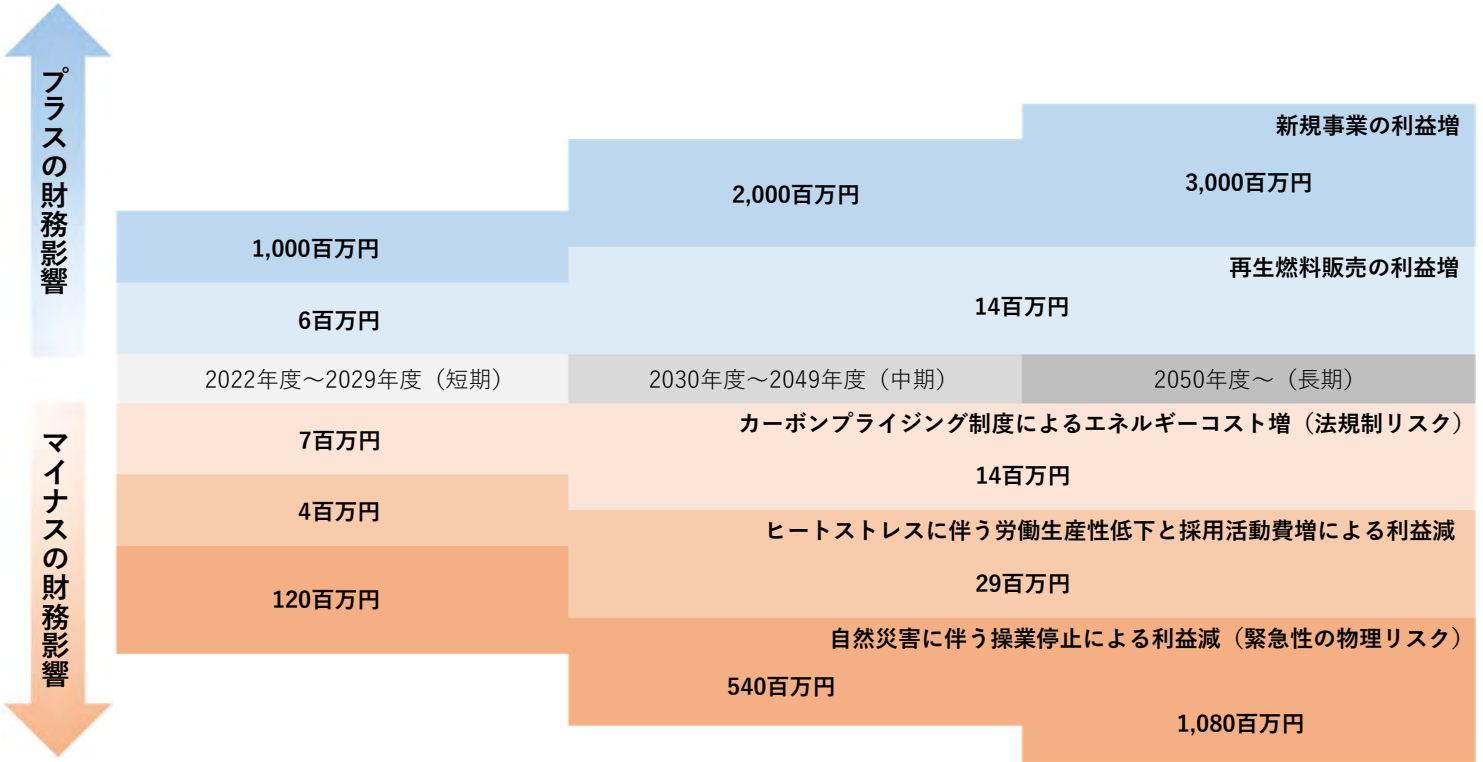 プラスの財務影響
新規事業の利益増
1,000百万円
2,000百万円
3,000百万円
再生燃料販売の利益増
6百万円
14百万円
2022年度～2029年度（短期）
2030年度～2049年度（中期）
2050年度～（長期）
マイナスの財務影響
カーボンプライジング制度によるエネルギーコスト増（法規制リスク）
7百万円
14百万円
ヒートストレスに伴う労働生産性低下と採用活動費増による利益減
4百万円
29百万円
自然災害に伴う操業停止による利益減（緊急性の物理リスク）
120百万円
540百万円
1,080百万円